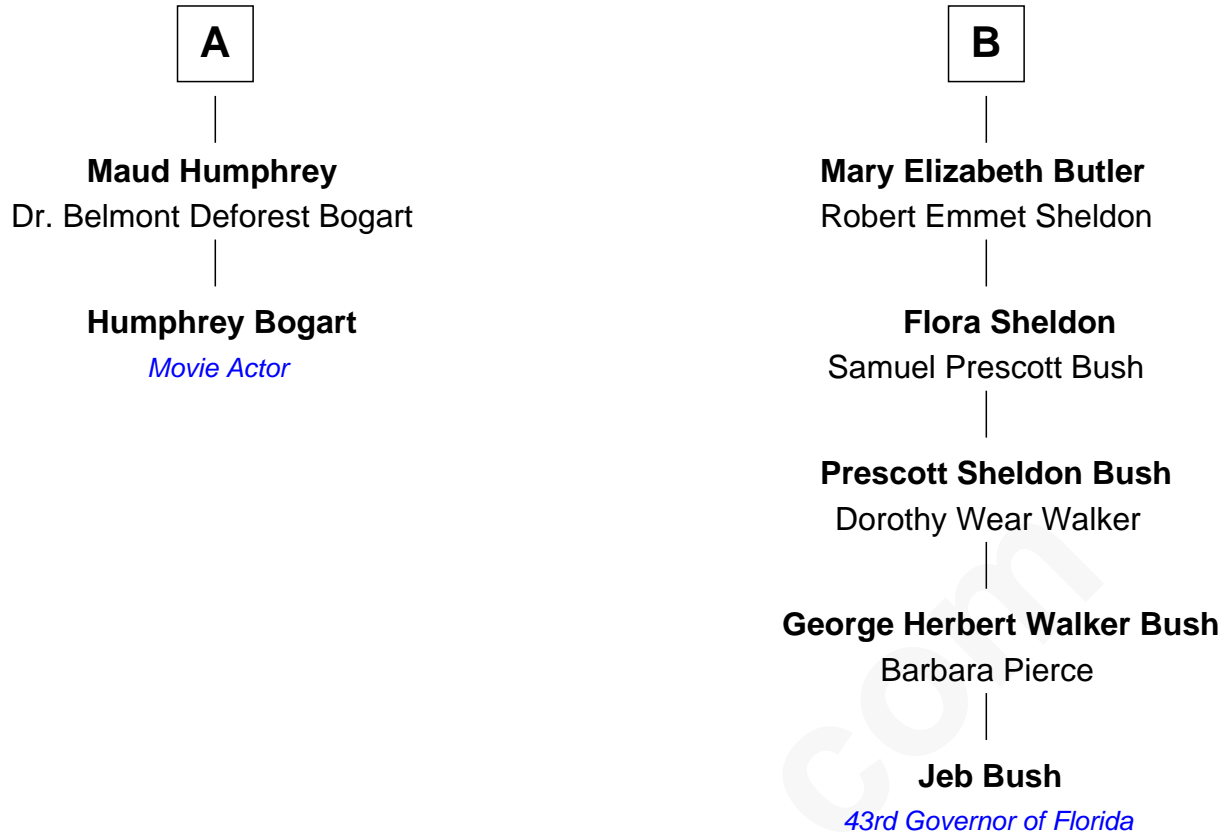 A
Maud Humphrey
Dr. Belmont Deforest Bogart
Humphrey Bogart
Movie Actor
B
Mary Elizabeth Butler
Robert Emmet Sheldon
Flora Sheldon
Samuel Prescott Bush
Prescott Sheldon Bush
Dorothy Wear Walker
George Herbert Walker Bush
Barbara Pierce
Jeb Bush
43rd Governor of Florida
com